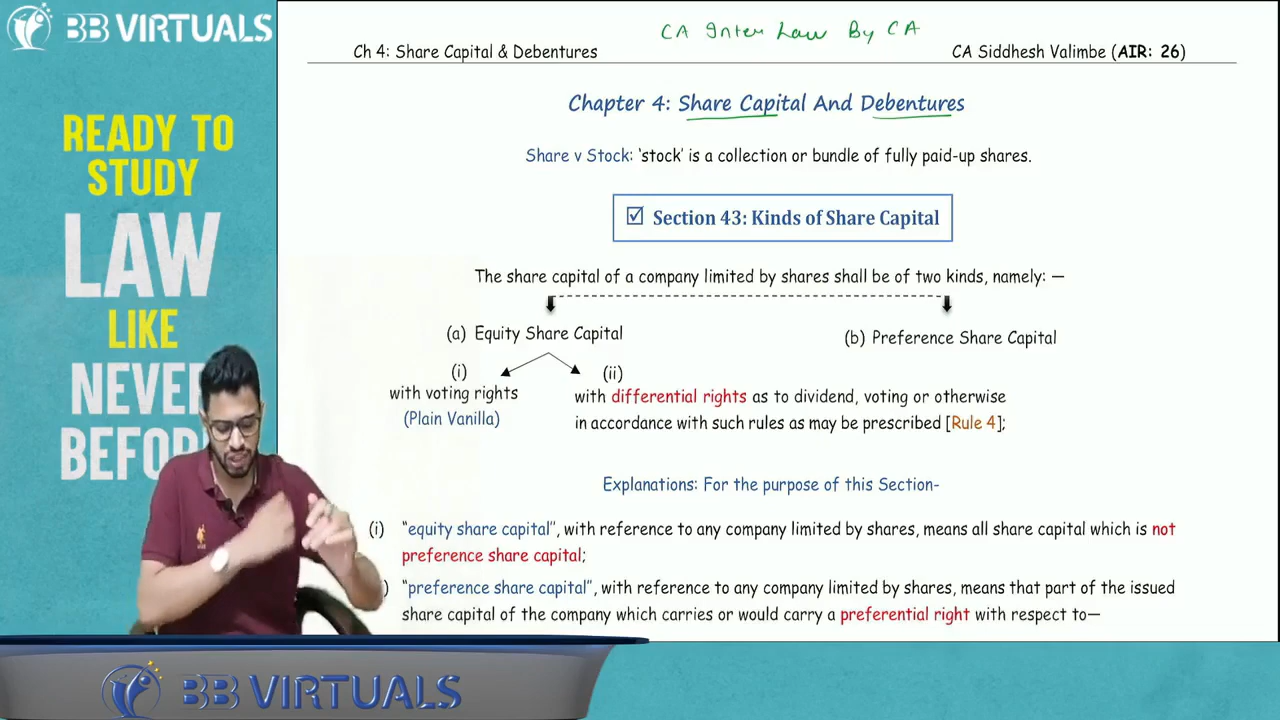 BB VIRTUALS
CA Inter Law By CA
Ch 4: Share Capital & Debentures
CA Siddhesh Valimbe (AIR: 26)
Chapter 4: Share Capital And Debentures
Share v Stock: ‘stock’ is a collection or bundle of fully paid-up shares.
Section 43: Kinds of Share Capital
The share capital of a company limited by shares shall be of two kinds, namely: —
(a) Equity Share Capital
(b) Preference Share Capital
(i)
(ii)
with voting rights
(Plain Vanilla)
with differential rights as to dividend, voting or otherwise
in accordance with such rules as may be prescribed [Rule 4];
Explanations: For the purpose of this Section-
(i) “equity share capital”, with reference to any company limited by shares, means all share capital which is not
preference share capital;
) “preference share capital”, with reference to any company limited by shares, means that part of the issued
share capital of the company which carries or would carry a preferential right with respect to—
READY TO
STUDY
LAW
LIKE
NEVER
BEFO
BB VIRTUALS